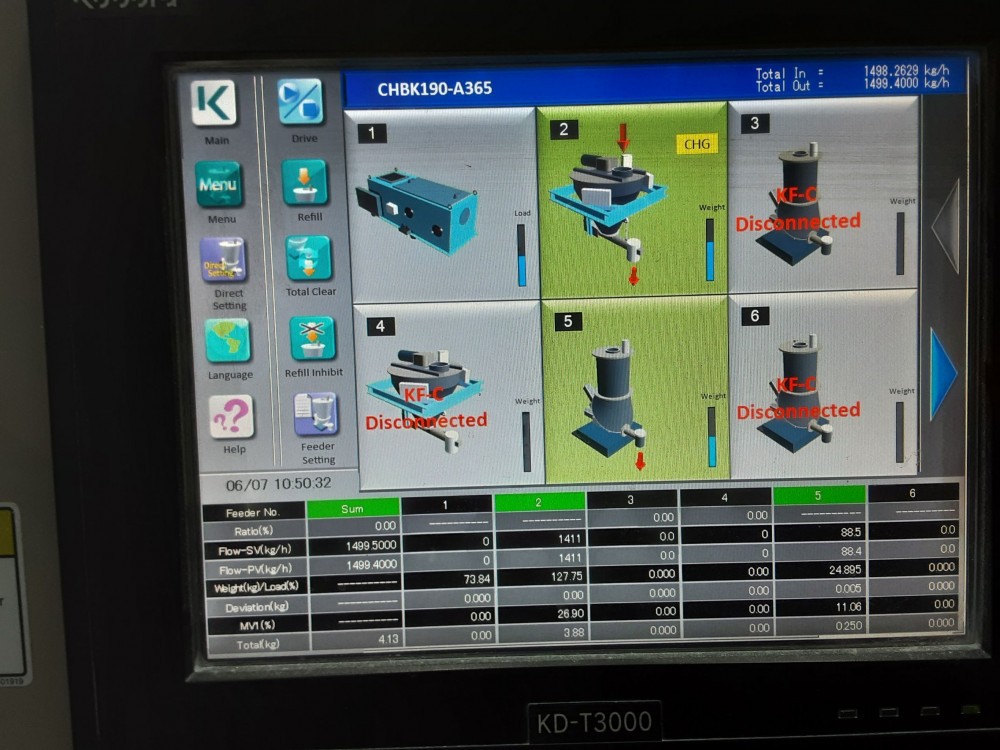 CHBK190-A365
Total In = 1498.2629 kg/h
Total Out = 1499.4000 kg/h
K
Main
Drive
Menu
Menu
Refill
Direct Setting
Direct
Setting
Total Clear
Language
Refill Inhibit
Help
Feeder
Setting
06/07 10:50:32
1
Load
2
CHG
Weight
3
KF-C
Disconnected
Weight
4
KF-C
Disconnected
Weight
5
Weight
6
KF-C
Disconnected
Weight
Feeder No. Sum 1 2 3 4 5 6
Ratio(%) 0.00 ---------- ---------- 0.00 0.00 ---------- ----------
Flow-SV(kg/h) 1499.5000 0 1411 0.0 0 88.5 0.0
Flow-PV(kg/h) 1499.4000 0 1411 0.0 0 88.4 0.0
Weight(kg)/Load(%) ---------- 73.84 127.75 0.000 0.00 24.895 0.000
Deviation(kg) ---------- 0.000 0.00 0.000 0.00 0.005 0.000
MV1(%) ---------- 0.00 26.90 0.00 0.00 11.06 0.00
Total(kg) 4.13 0.00 3.88 0.000 0.00 0.250 0.000
KD-T3000